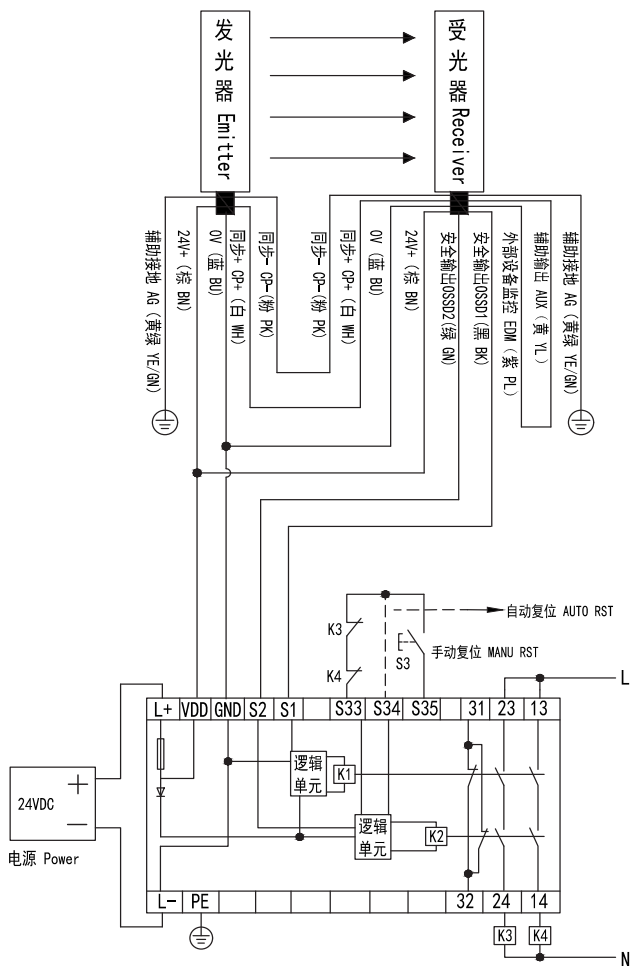 发光器 Emitter
受光器 Receiver
辅助接地 AG (黄绿 YE/GN)
24V+ (棕 BN)
0V (蓝 BU)
同步+ CP+ (白 WH)
同步- CP-(粉 PK)
同步- CP-(粉 PK)
同步+ CP+ (白 WH)
0V (蓝 BU)
24V+ (棕 BN)
安全输出OSSD2(绿 GN)
安全输出OSSD1(黑 BK)
外部设备监控 EDM (紫 PL)
辅助输出 AUX (黄 YL)
辅助接地 AG (黄绿 YE/GN)
自动复位 AUTO RST
K3
S3
手动复位 MANU RST
K4
L
L+ VDD GND S2 S1 S33 S34 S35 31 23 13
逻辑
单元
K1
24VDC
+
-
电源 Power
逻辑
单元
K2
L- PE 32 24 14
K3 K4
N